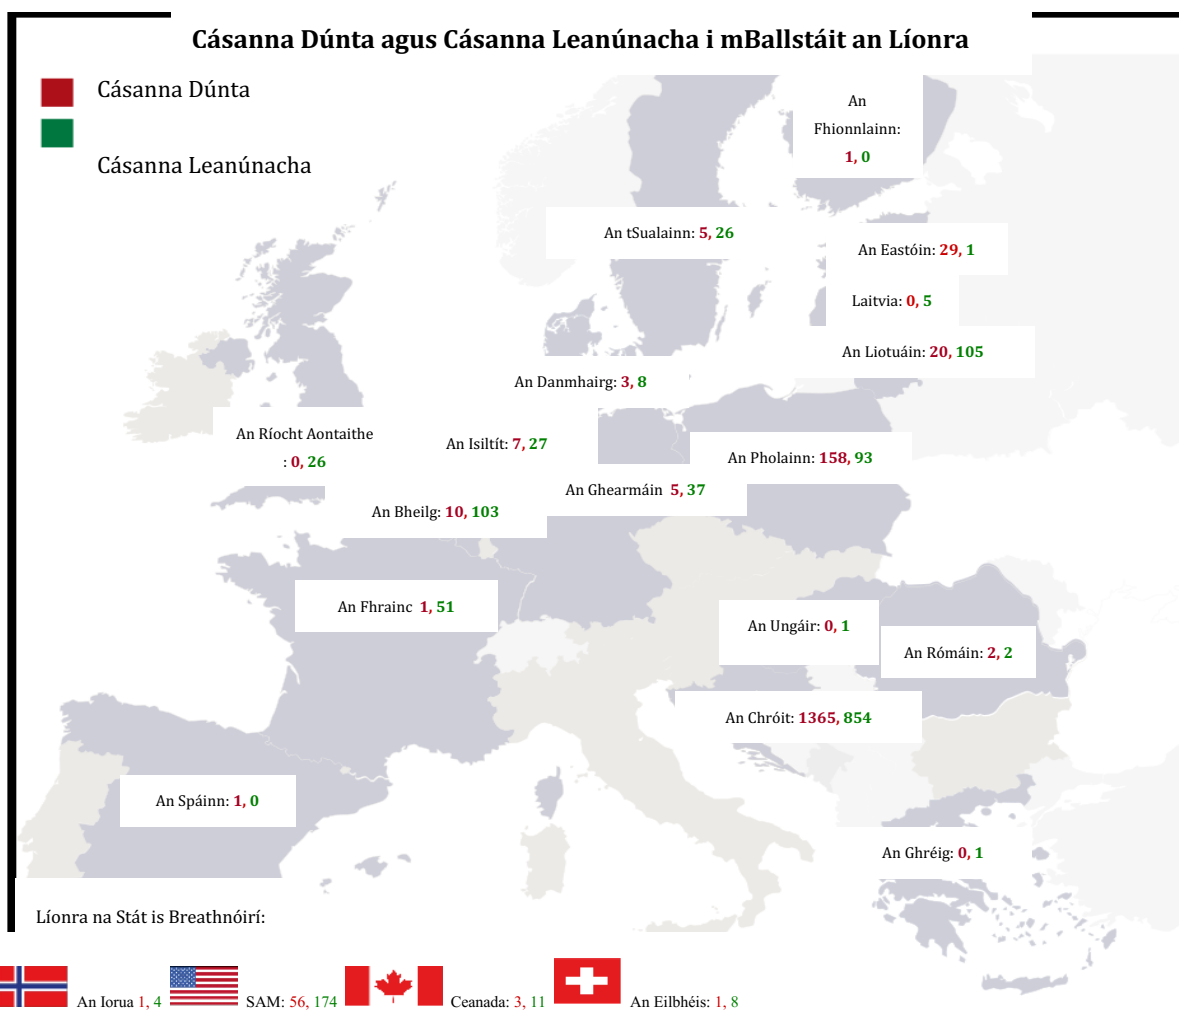 Cásanna Dúnta agus Cásanna Leanúnacha i mBallstáit an Líonra
Cásanna Dúnta
Cásanna Leanúnacha
An
Fhionnlainn:
1, 0
An tSualainn: 5, 26
An Eastóin: 29, 1
Laitvia: 0, 5
An Liotuáin: 20, 105
An Danmhairg: 3, 8
An Ríocht Aontaithe
: 0, 26
An Isiltít: 7, 27
An Pholainn: 158, 93
An Ghearmáin 5, 37
An Bheilg: 10, 103
An Fhrainc 1, 51
An Ungáir: 0, 1
An Rómáin: 2, 2
An Chróit: 1365, 854
An Spáinn: 1, 0
An Ghréig: 0, 1
Líonra na Stát is Breathnóirí:
An Iorua 1, 4
SAM: 56, 174
Ceanada: 3, 11
An Eilbhéis: 1, 8